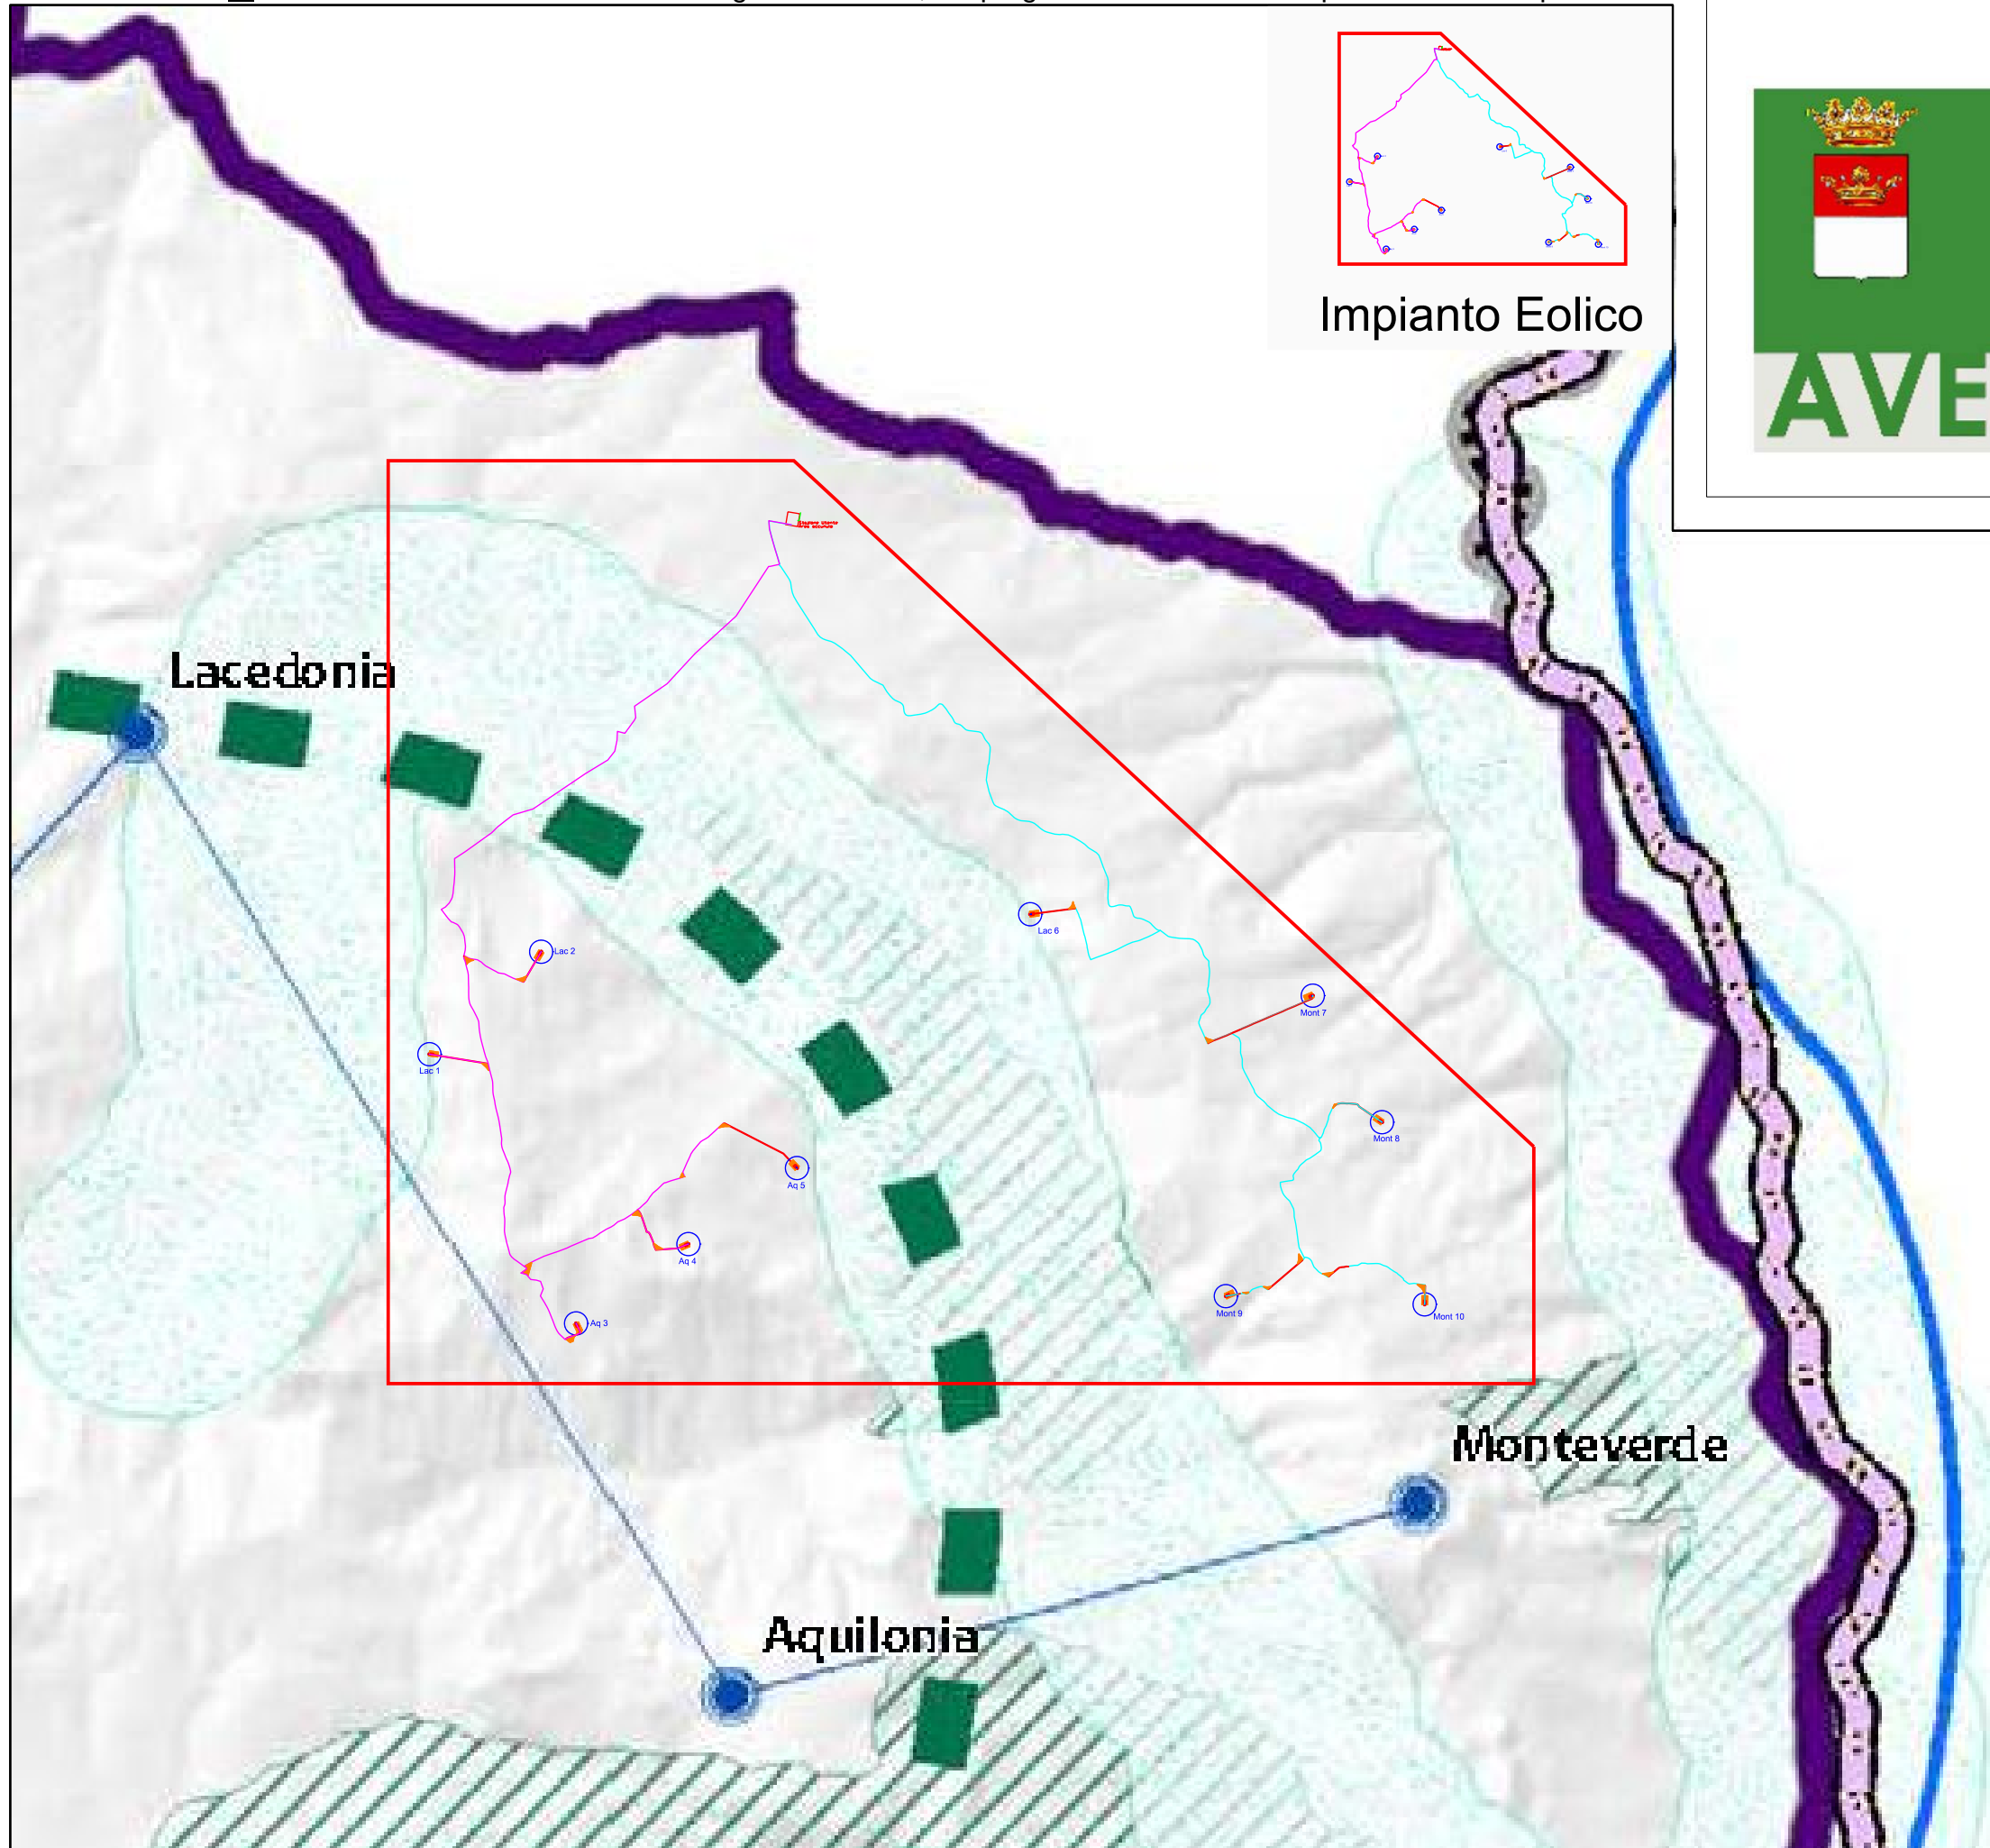 Impianto Eolico
AVE
Lacedonia
Lac 6
Lac 2
Mont 7
Lac 1
Mont 8
Aq 5
Aq 4
Mont 9
Mont 10
Aq 3
Monteverde
Aquilonia